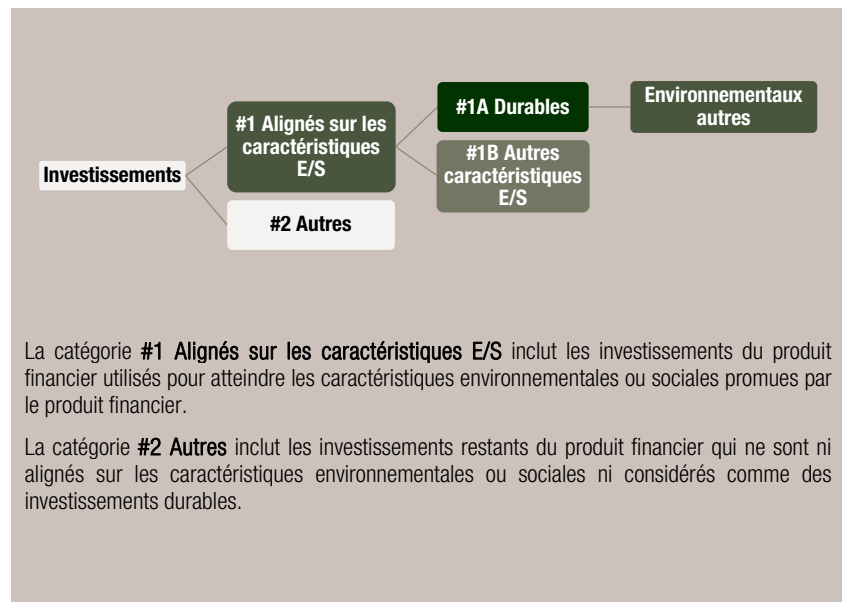 Investissements
#1 Alignés sur les
caractéristiques
E/S
#2 Autres
#1A Durables
#1B Autres
caractéristiques
E/S
Environnementaux
autres
La catégorie #1 Alignés sur les caractéristiques E/S inclut les investissements du produit
financier utilisés pour atteindre les caractéristiques environnementales ou sociales promues par
le produit financier.
La catégorie #2 Autres inclut les investissements restants du produit financier qui ne sont ni
alignés sur les caractéristiques environnementales ou sociales ni considérés comme des
investissements durables.